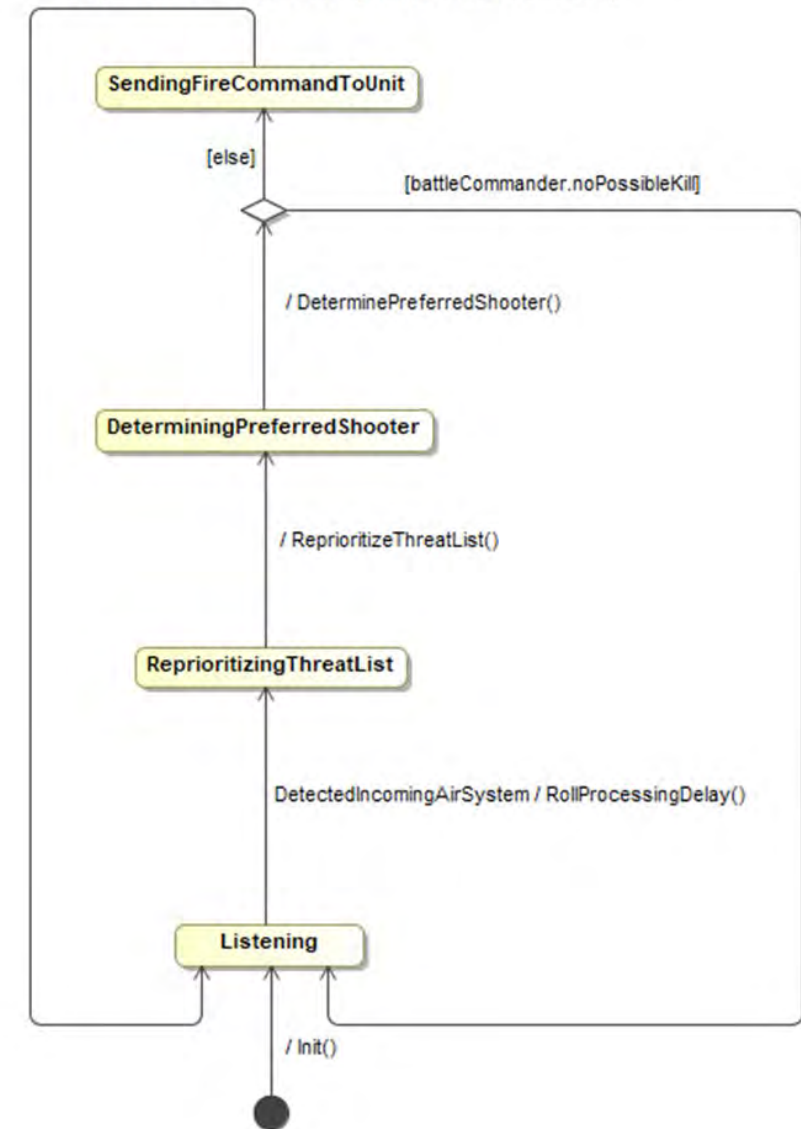 SendingFireCommandToUnit
[else]
[battleCommander.noPossibleKill]
/ DeterminePreferredShooter()
DeterminingPreferredShooter
/ ReprioritizeThreatList()
ReprioritizingThreatList
DetectedIncomingAirSystem / RollProcessingDelay()
Listening
/ Init()